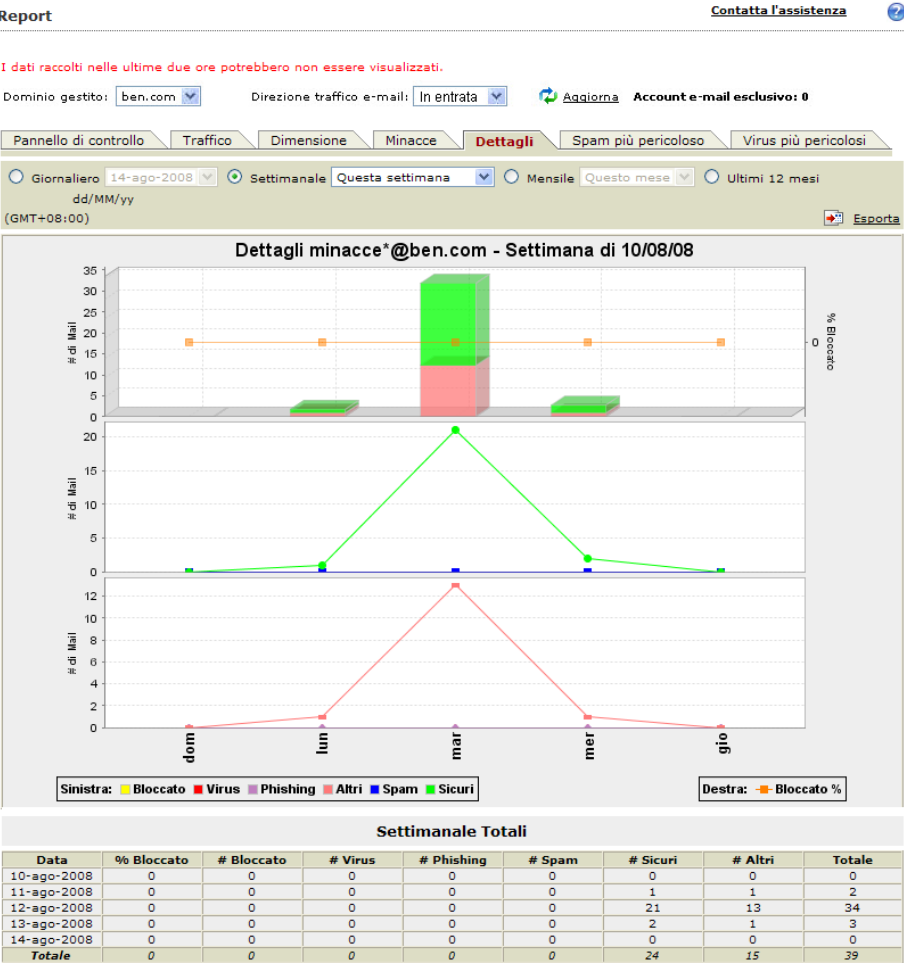 Report
Contatta l'assistenza
?
I dati raccolti nelle ultime due ore potrebbero non essere visualizzati.
Dominio gestito: ben.com Direzione traffico e-mail: In entrata Aggiorna Account e-mail esclusivo: 0
Pannello di controllo Traffico Dimensione Minacce Dettagli Spam più pericoloso Virus più pericolosi
Giornaliero 14-ago-2008 Settimanale Questa settimana Mensile Questo mese Ultimi 12 mesi
dd/MM/yy
(GMT+08:00) Esporta
Dettagli minacce*@ben.com - Settimana di 10/08/08
35
30
25
20
15
10
5
0
# di Mail
0
% Bloccato
20
15
10
5
0
# di Mail
12
10
8
6
4
2
0
# di Mail
dom lun mar mer gio
Sinistra: Bloccato Virus Phishing Altri Spam Sicuri
Destra: Bloccato %
Settimanale Totali
Data % Bloccato # Bloccato # Virus # Phishing # Spam # Sicuri # Altri Totale
10-ago-2008 0 0 0 0 0 0 0 0
11-ago-2008 0 0 0 0 0 1 1 2
12-ago-2008 0 0 0 0 0 21 13 34
13-ago-2008 0 0 0 0 0 2 1 3
14-ago-2008 0 0 0 0 0 0 0 0
Totale 0 0 0 0 0 24 15 39